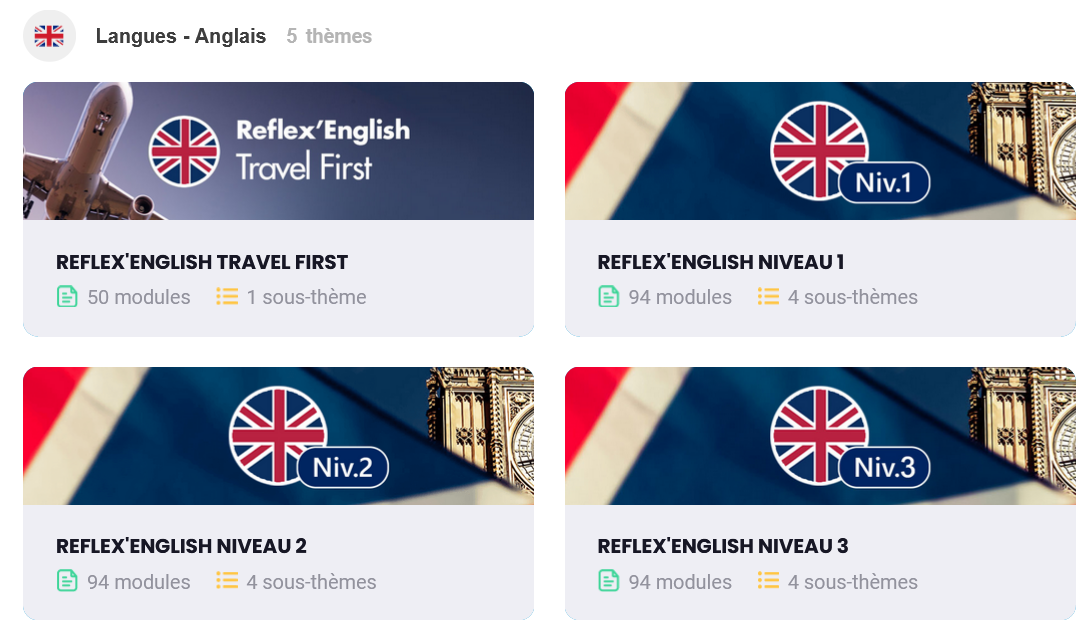 Langues - Anglais 5 thèmes
Reflex’English
Travel First
Niv.1
REFLEX'ENGLISH TRAVEL FIRST
50 modules 1 sous-thème
REFLEX'ENGLISH NIVEAU 1
94 modules 4 sous-thèmes
Niv.2
Niv.3
REFLEX'ENGLISH NIVEAU 2
94 modules 4 sous-thèmes
REFLEX'ENGLISH NIVEAU 3
94 modules 4 sous-thèmes